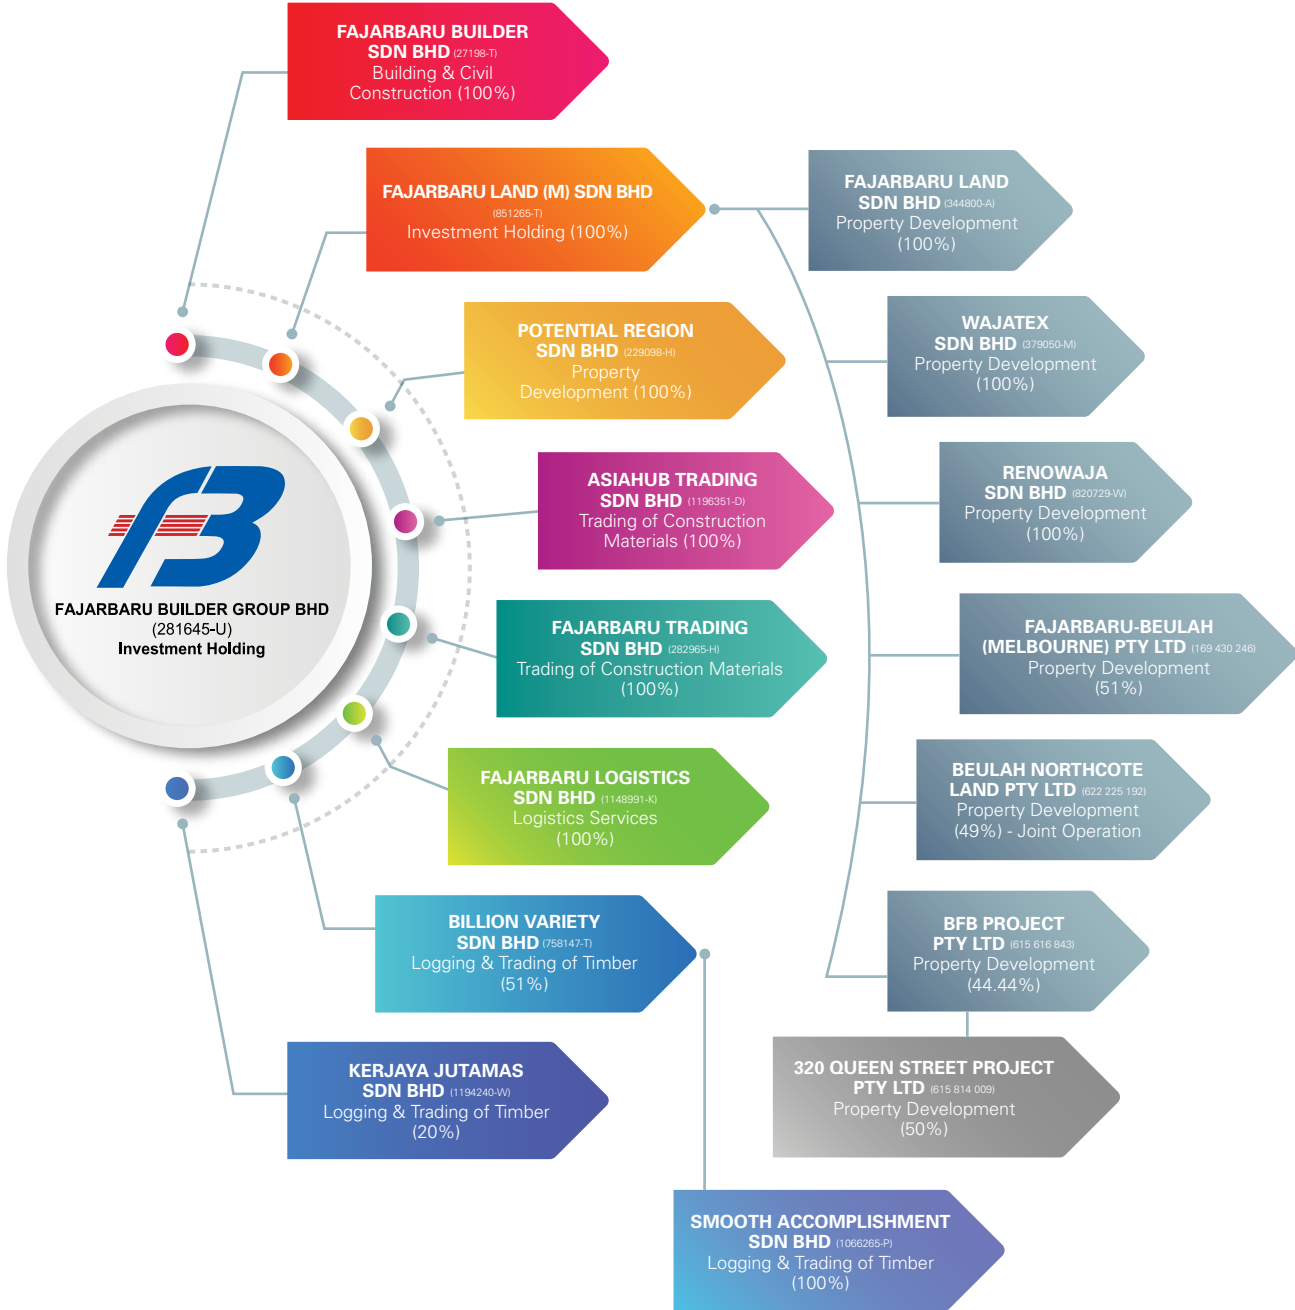 FAJARBARU BUILDER
SDN BHD (27198-T)
Building & Civil
Construction (100%)
FAJARBARU LAND (M) SDN BHD
(851265-T)
Investment Holding (100%)
FAJARBARU LAND
SDN BHD (344800-A)
Property Development
(100%)
POTENTIAL REGION
SDN BHD (229098-H)
Property
Development (100%)
WAJATEX
SDN BHD (379050-M)
Property Development
(100%)
ASIAHUB TRADING
SDN BHD (1196351-D)
Trading of Construction
Materials (100%)
RENOWAJA
SDN BHD (820729-W)
Property Development
(100%)
FB
FAJARBARU BUILDER GROUP BHD
(281645-U)
Investment Holding
FAJARBARU TRADING
SDN BHD (282965-H)
Trading of Construction Materials
(100%)
FAJARBARU-BEULAH
(MELBOURNE) PTY LTD (169 430 246)
Property Development
(51%)
FAJARBARU LOGISTICS
SDN BHD (1148991-K)
Logistics Services
(100%)
BEULAH NORTHCOTE
LAND PTY LTD (622 225 192)
Property Development
(49%) - Joint Operation
BILLION VARIETY
SDN BHD (758147-T)
Logging & Trading of Timber
(51%)
BFB PROJECT
PTY LTD (615 616 843)
Property Development
(44.44%)
KERJAYA JUTAMAS
SDN BHD (1194240-W)
Logging & Trading of Timber
(20%)
320 QUEEN STREET PROJECT
PTY LTD (615 814 009)
Property Development
(50%)
SMOOTH ACCOMPLISHMENT
SDN BHD (1066265-P)
Logging & Trading of Timber
(100%)